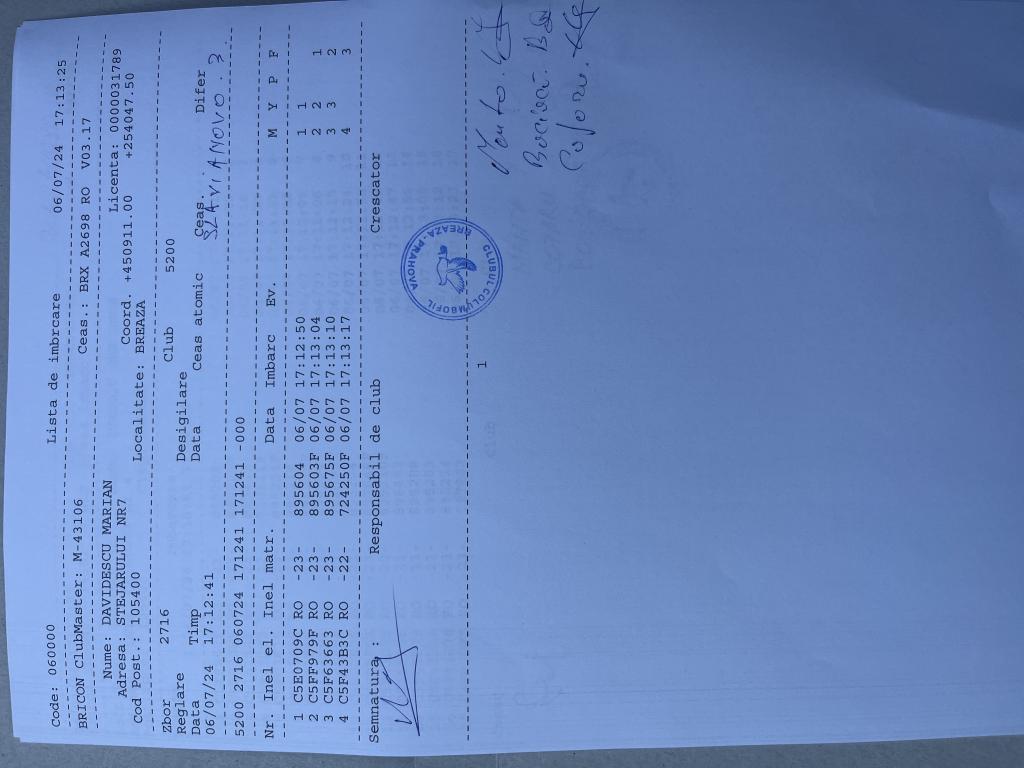 Code: 060000 Lista de imbrcare 06/07/24 17:13:25
BRICON ClubMaster: M-43106 Ceas.: BRX A2698 RO V03.17
Nume: DAVIDESCU MARIAN Licenta: 0000031789
Adresa: STEJARULUI NR7 Coord. +450911.00 +254047.50
Cod Post.: 105400 Localitate: BREAZA
Zbor 2716 Club 5200
Reglare Desigilare
Data Timp Data Ceas atomic Ceas. Difer
06/07/24 17:12:41 SLAVIANOVO.3.
5200 2716 060724 171241 171241 -000
Nr. Inel el. Inel matr. Data Imbarc Ev. M Y P F
1 C5E0709C RO -23- 895604 06/07 17:12:50 1 1
2 C5FF979F RO -23- 895603F 06/07 17:13:04 2 2 1
3 C5F63663 RO -23- 895675F 06/07 17:13:10 3 3 2
4 C5F43B3C RO -22- 724250F 06/07 17:13:17 4 3
Semnatura : Responsabil de club Crescator
CLUBUL COLUMBOFIL
BREAZA-PRAHOVA
1